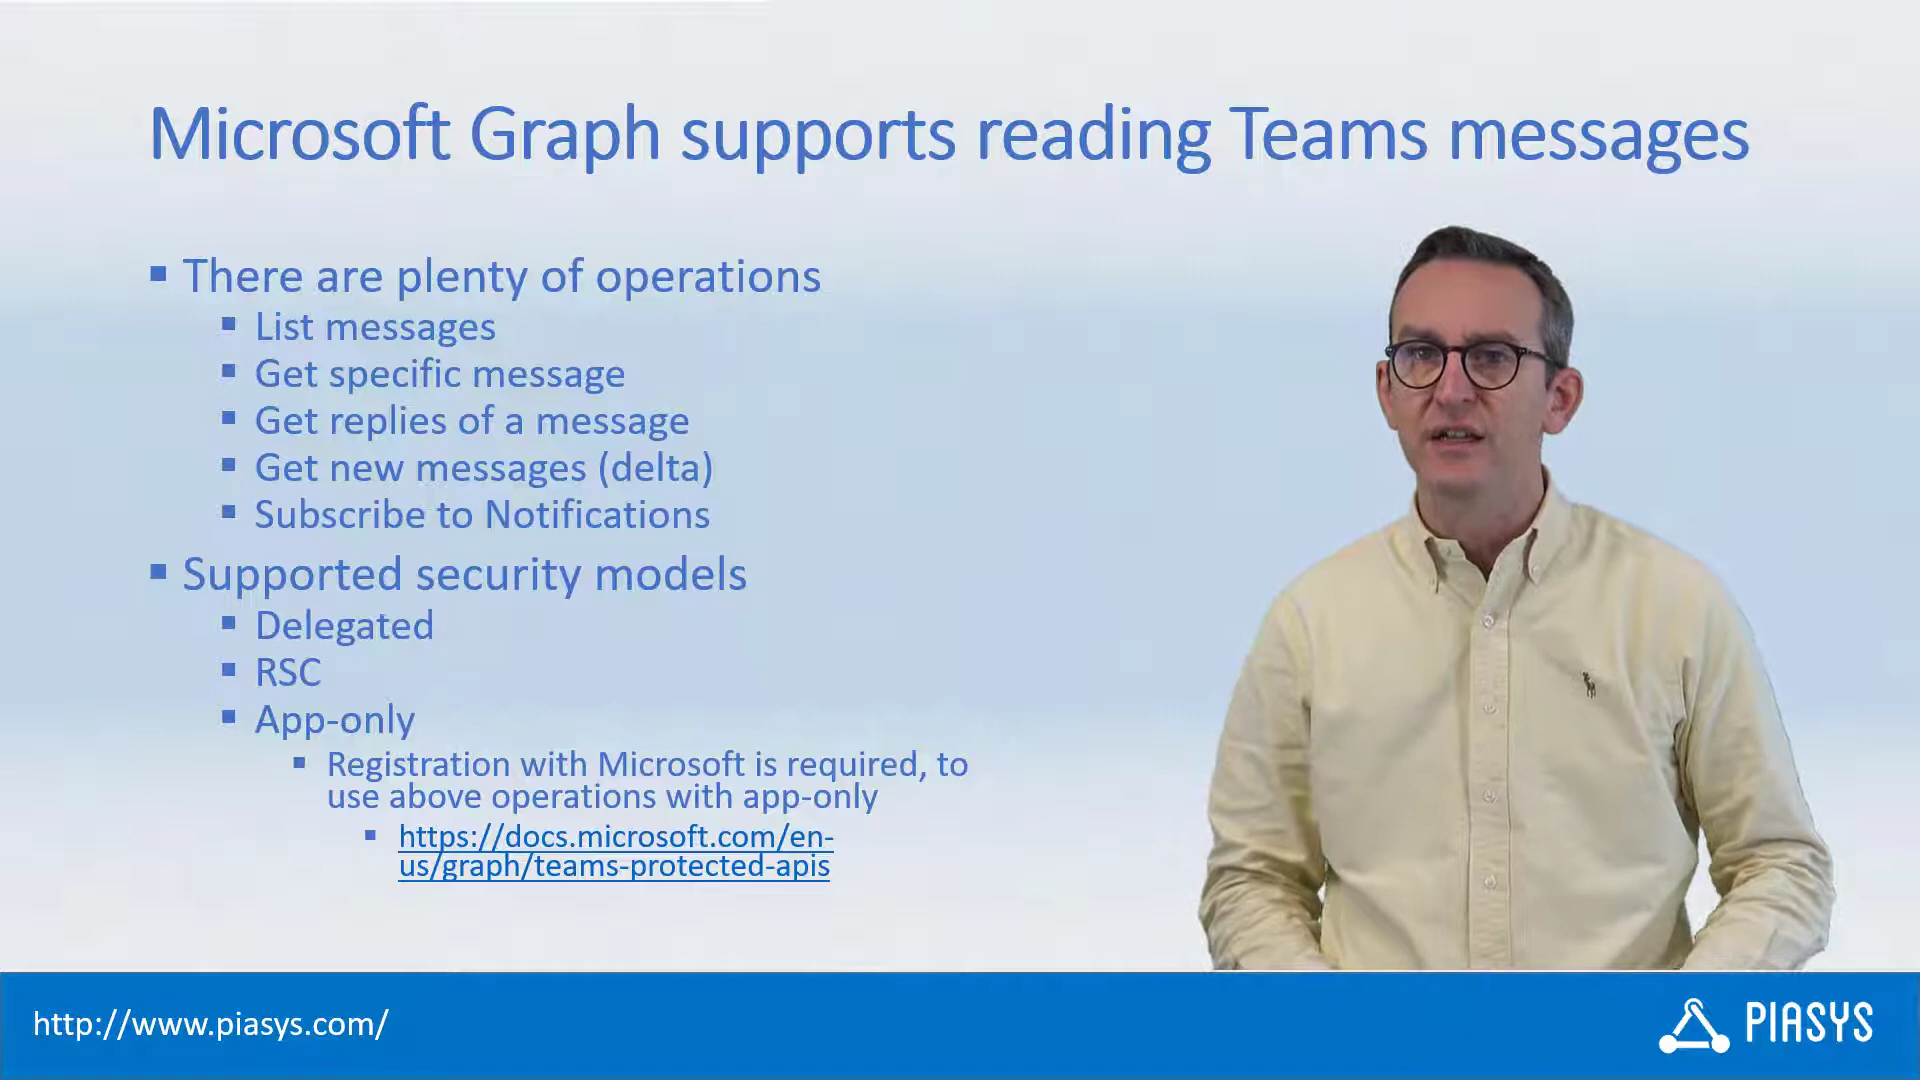 Microsoft Graph supports reading Teams messages
There are plenty of operations
List messages
Get specific message
Get replies of a message
Get new messages (delta)
Subscribe to Notifications
Supported security models
Delegated
RSC
App-only
Registration with Microsoft is required, to
use above operations with app-only
https://docs.microsoft.com/en-
us/graph/teams-protected-apis
http://www.piasys.com/
PIASYS